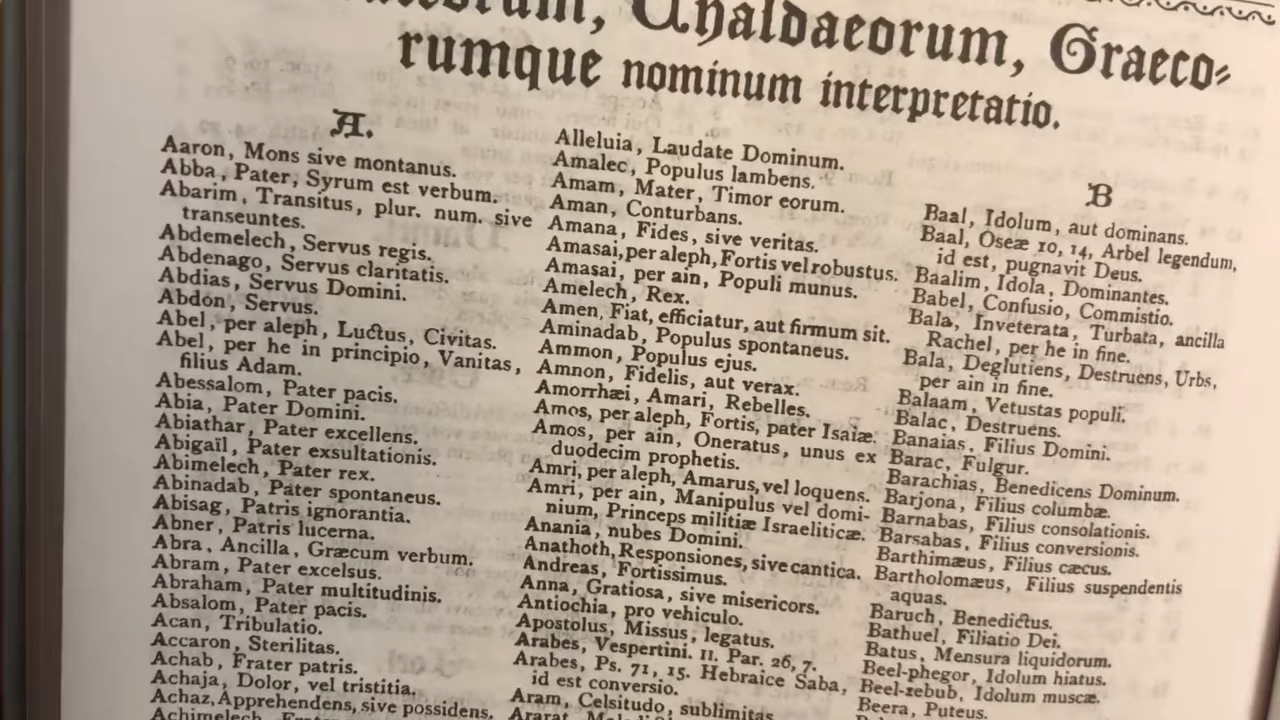 Chaldaeorum, Graeco-
rumque nominum interpretatio.
A.
Aaron, Mons sive montanus.
Abba, Pater, Syrum est verbum.
Abarim, Transitus, plur. num. sive
transeuntes.
Abdemelech, Servus regis.
Abdenago, Servus claritatis.
Abdias, Servus Domini.
Abdon, Servus.
Abel, per aleph, Luctus, Civitas.
Abel, per he in principio, Vanitas,
filius Adam.
Abessalom, Pater pacis.
Abia, Pater Domini.
Abiathar, Pater excellens.
Abigaïl, Pater exsultationis.
Abimelech, Pater rex.
Abinadab, Pater spontaneus.
Abisag, Patris ignorantia.
Abner, Patris lucerna.
Abra, Ancilla, Græcum verbum.
Abram, Pater excelsus.
Abraham, Pater multitudinis.
Absalom, Pater pacis.
Acan, Tribulatio.
Accaron, Sterilitas.
Achab, Frater patris.
Achaja, Dolor, vel tristitia.
Achaz, Apprehendens, sive possidens.
Achimelech,
Alleluia, Laudate Dominum.
Amalec, Populus lambens.
Amam, Mater, Timor eorum.
Aman, Conturbans.
Amana, Fides, sive veritas.
Amasai, per aleph, Fortis vel robustus.
Amasai, per ain, Populi munus.
Amelech, Rex.
Amen, Fiat, efficiatur, aut firmum sit.
Aminadab, Populus spontaneus.
Ammon, Populus ejus.
Amnon, Fidelis, aut verax.
Amorrhæi, Amari, Rebelles.
Amos, per aleph, Fortis, pater Isaiæ.
Amos, per ain, Oneratus, unus ex
duodecim prophetis.
Amri, per aleph, Amarus, vel loquens.
Amri, per ain, Manipulus vel domi-
nium, Princeps militiæ Israeliticæ.
Anania, nubes Domini.
Anathoth, Responsiones, sive cantica.
Andreas, Fortissimus.
Anna, Gratiosa, sive misericors.
Antiochia, pro vehiculo.
Apostolus, Missus, legatus.
Arabes, Vespertini. II. Par. 26, 7.
Arabes, Ps. 71, 15. Hebraice Saba,
id est conversio.
Aram, Celsitudo, sublimitas
Ararat,
B
Baal, Idolum, aut dominans.
Baal, Oseæ 10, 14, Arbel legendum,
id est, pugnavit Deus.
Baalim, Idola, Dominantes.
Babel, Confusio, Commistio.
Bala, Inveterata, Turbata, ancilla
Rachel, per he in fine.
Bala, Deglutiens, Destruens, Urbs,
per ain in fine.
Balaam, Vetustas populi.
Balac, Destruens.
Banaias, Filius Domini.
Barac, Fulgur.
Barachias, Benedicens Dominum.
Barjona, Filius columbæ.
Barnabas, Filius consolationis.
Barsabas, Filius conversionis.
Barthimæus, Filius cæcus.
Bartholomæus, Filius suspendentis
aquas.
Baruch, Benedictus.
Bathuel, Filiatio Dei.
Batus, Mensura liquidorum.
Beel-phegor, Idolum hiatus.
Beel-zebub, Idolum muscæ.
Beera, Puteus.